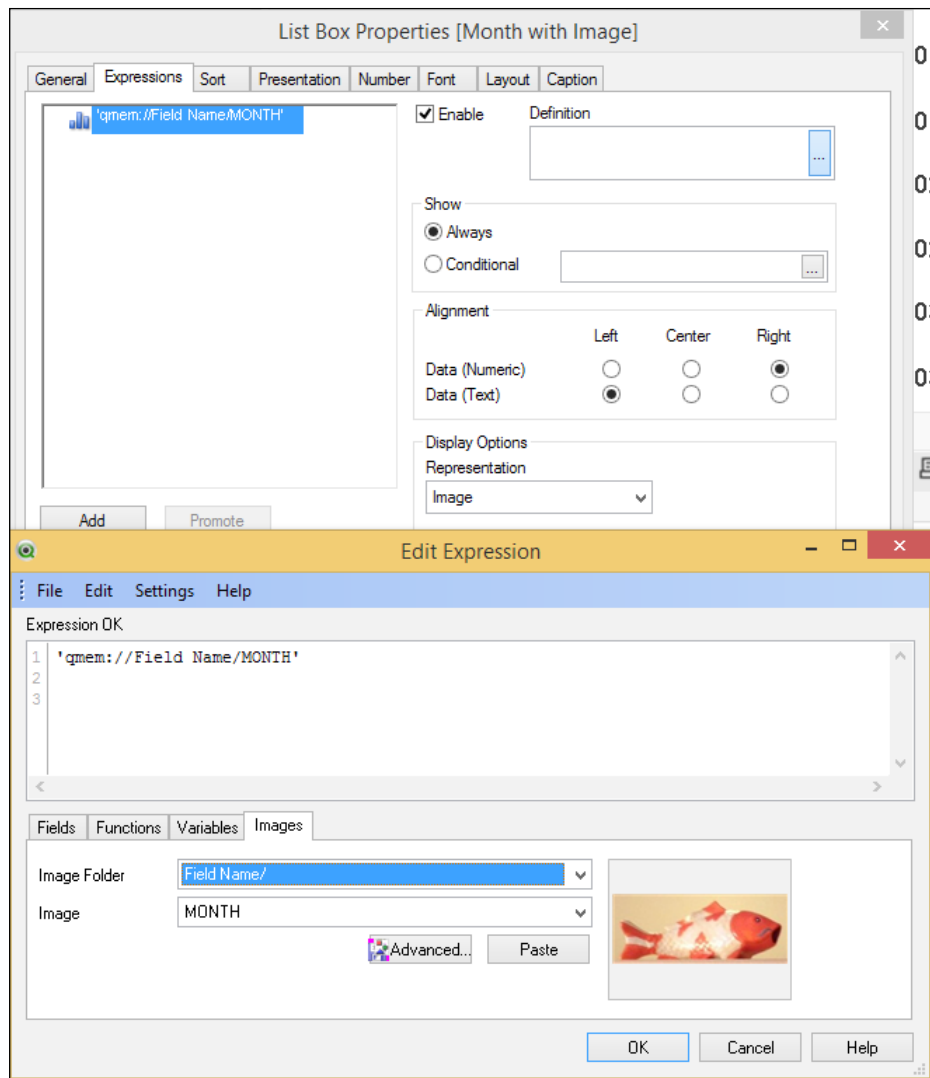 List Box Properties [Month with Image]
General Expressions Sort Presentation Number Font Layout Caption
'qmem://Field Name/MONTH'
Enable Definition
...
Show
Always
Conditional ...
Alignment
Left Center Right
Data (Numeric)
Data (Text)
Display Options
Representation
Image
Add Promote
Edit Expression
File Edit Settings Help
Expression OK
1 'qmem://Field Name/MONTH'
2
3
Fields Functions Variables Images
Image Folder Field Name/
Image MONTH
Advanced... Paste
OK Cancel Help